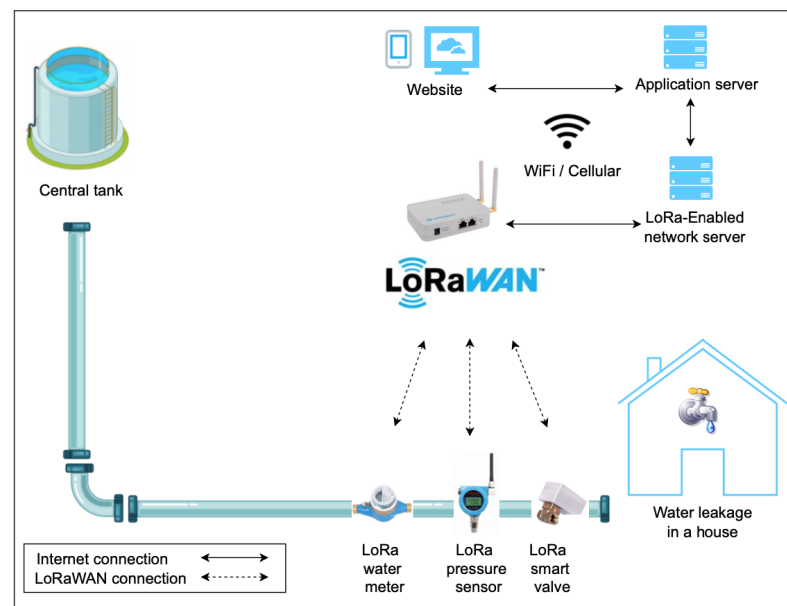 Website
Application server
Central tank
WiFi / Cellular
LoRa-Enabled
network server
LoRaWAN™
Water leakage
in a house
LoRa
water
meter
LoRa
pressure
sensor
LoRa
smart
valve
Internet connection
LoRaWAN connection